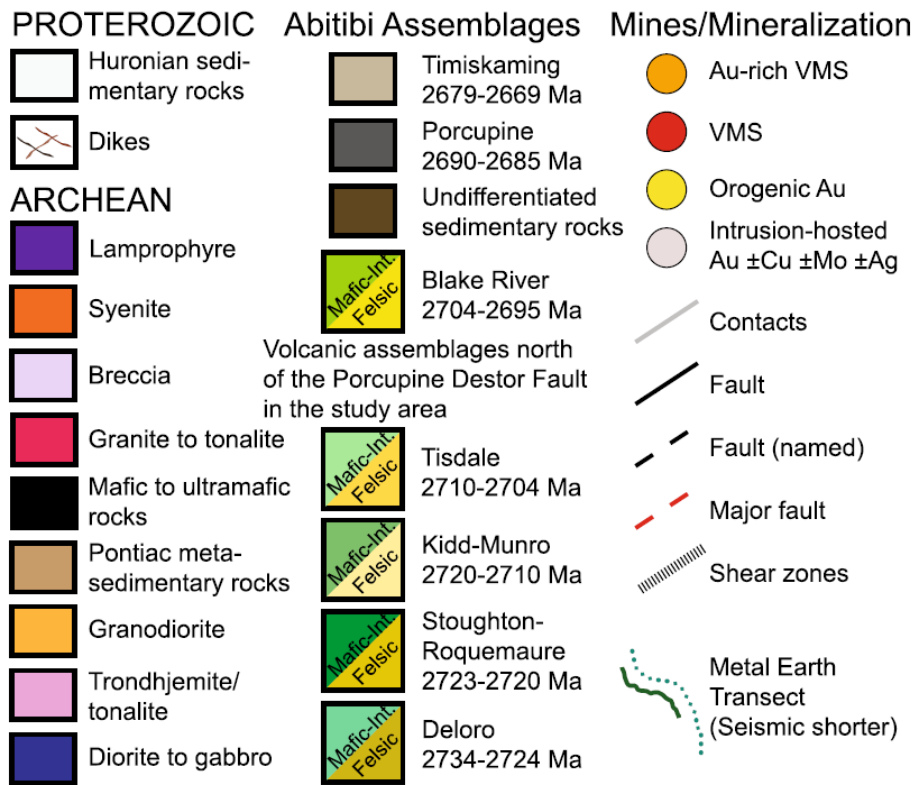 PROTEROZOIC
Huronian sedi-
mentary rocks
Dikes
ARCHEAN
Lamprophyre
Syenite
Breccia
Granite to tonalite
Mafic to ultramafic
rocks
Pontiac meta-
sedimentary rocks
Granodiorite
Trondhjemite/
tonalite
Diorite to gabbro
Abitibi Assemblages
Timiskaming
2679-2669 Ma
Porcupine
2690-2685 Ma
Undifferentiated
sedimentary rocks
Mafic-Int.
Felsic
Blake River
2704-2695 Ma
Volcanic assemblages north
of the Porcupine Destor Fault
in the study area
Mafic-Int.
Felsic
Tisdale
2710-2704 Ma
Mafic-Int.
Felsic
Kidd-Munro
2720-2710 Ma
Mafic-Int.
Felsic
Stoughton-
Roquemaure
2723-2720 Ma
Mafic-Int.
Felsic
Deloro
2734-2724 Ma
Mines/Mineralization
Au-rich VMS
VMS
Orogenic Au
Intrusion-hosted
Au ±Cu ±Mo ±Ag
Contacts
Fault
Fault (named)
Major fault
Shear zones
Metal Earth
Transect
(Seismic shorter)